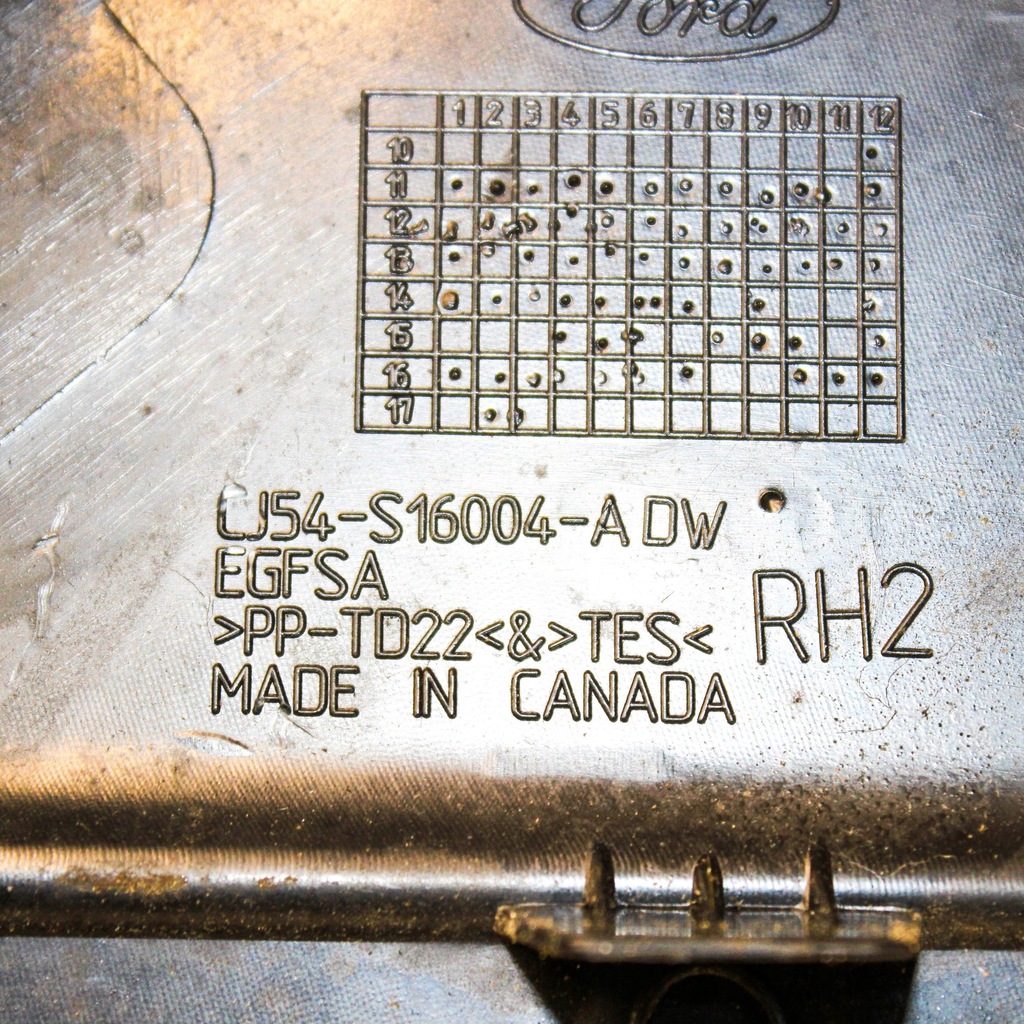 Ford
1 2 3 4 5 6 7 8 9 10 11 12
10
11
12
13
14
15
16
17
CJ54-S16004-ADW
EGFSA
>PP-TD22<&>TES<
RH2
MADE IN CANADA